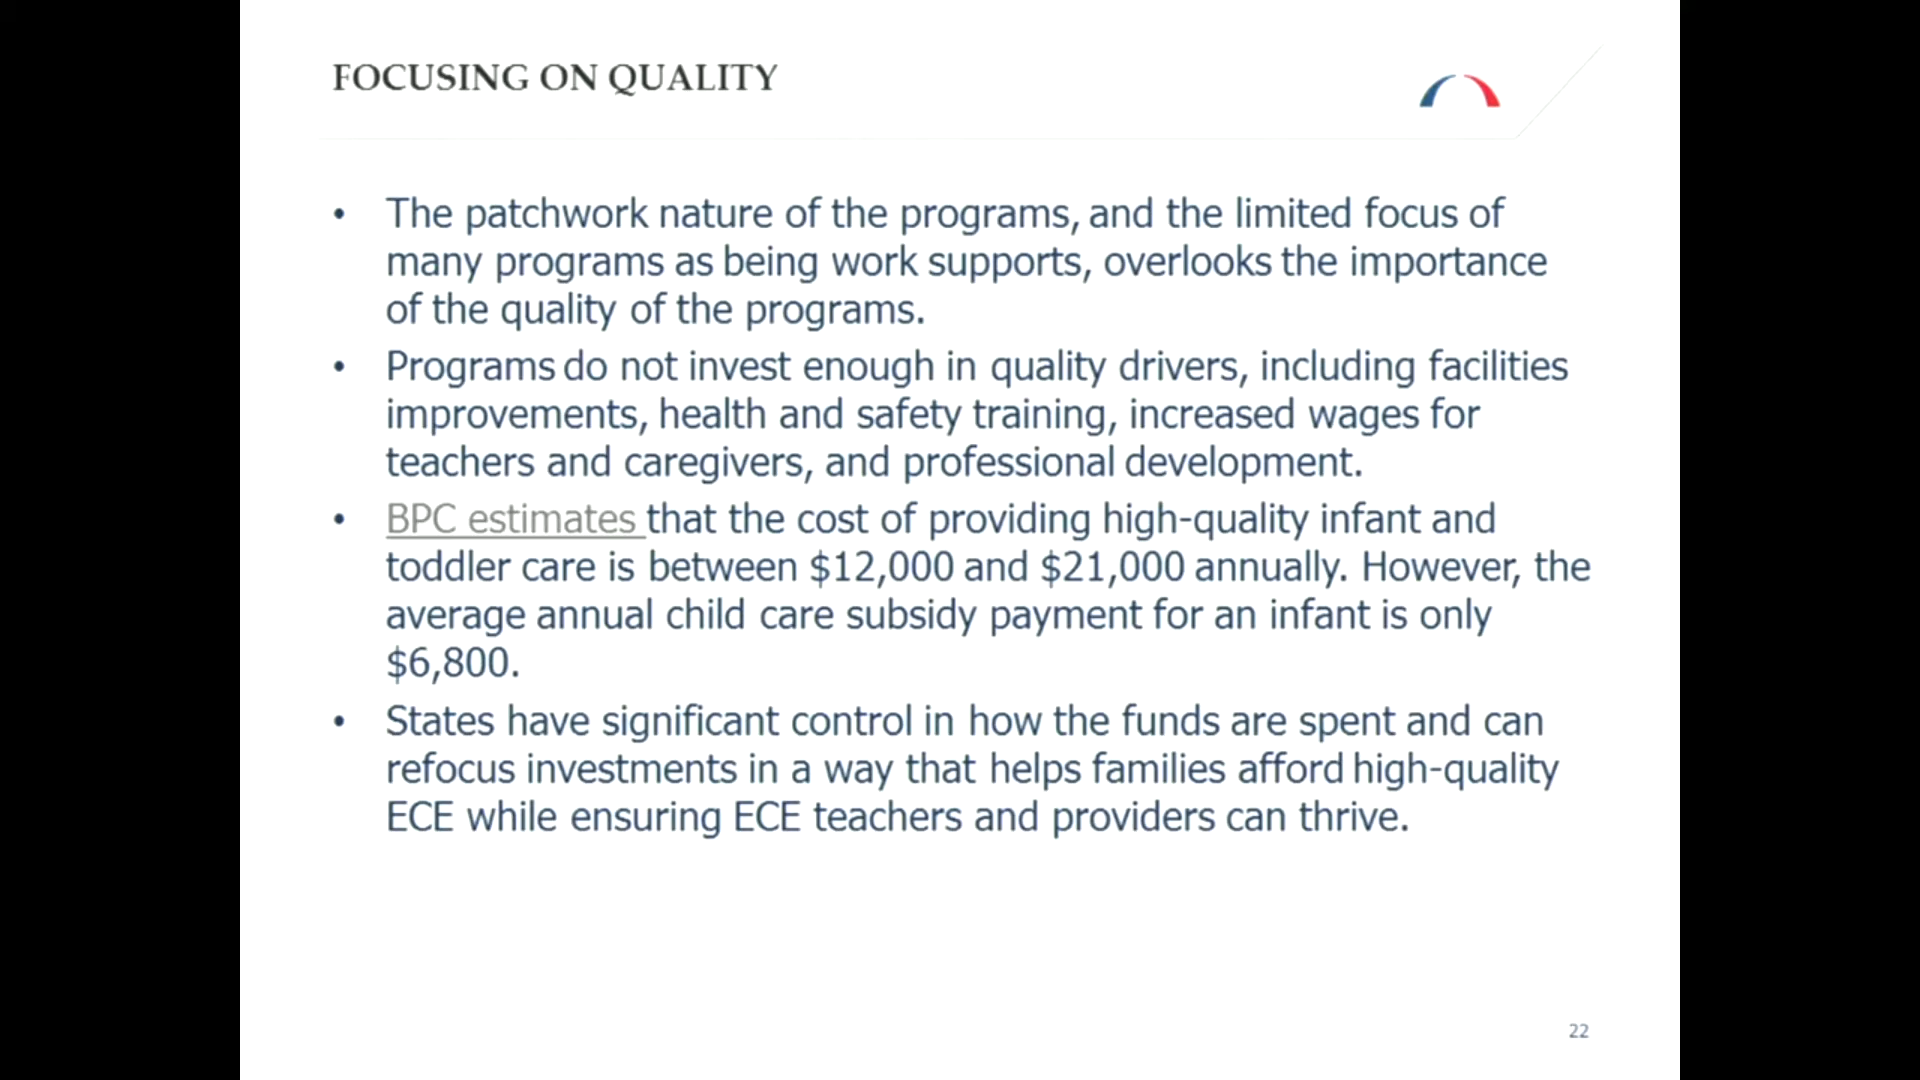 FOCUSING ON QUALITY
• The patchwork nature of the programs, and the limited focus of
many programs as being work supports, overlooks the importance
of the quality of the programs.
• Programs do not invest enough in quality drivers, including facilities
improvements, health and safety training, increased wages for
teachers and caregivers, and professional development.
• BPC estimates that the cost of providing high-quality infant and
toddler care is between $12,000 and $21,000 annually. However, the
average annual child care subsidy payment for an infant is only
$6,800.
• States have significant control in how the funds are spent and can
refocus investments in a way that helps families afford high-quality
ECE while ensuring ECE teachers and providers can thrive.
22